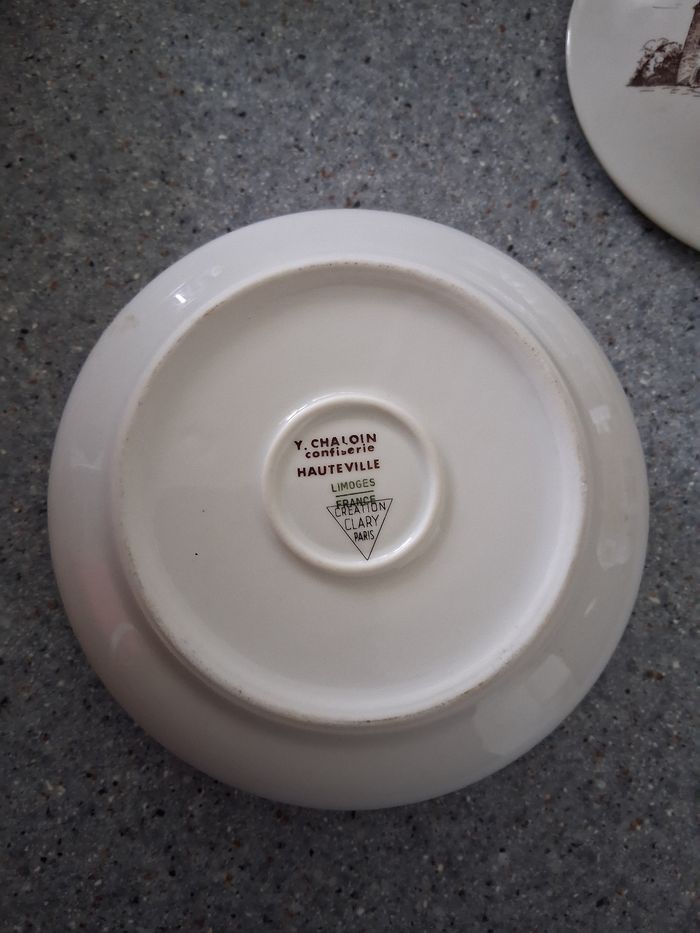 Y. CHALOIN
confiserie
HAUTEVILLE
LIMOGES
FRANCE
CREATION
CLARY
PARIS